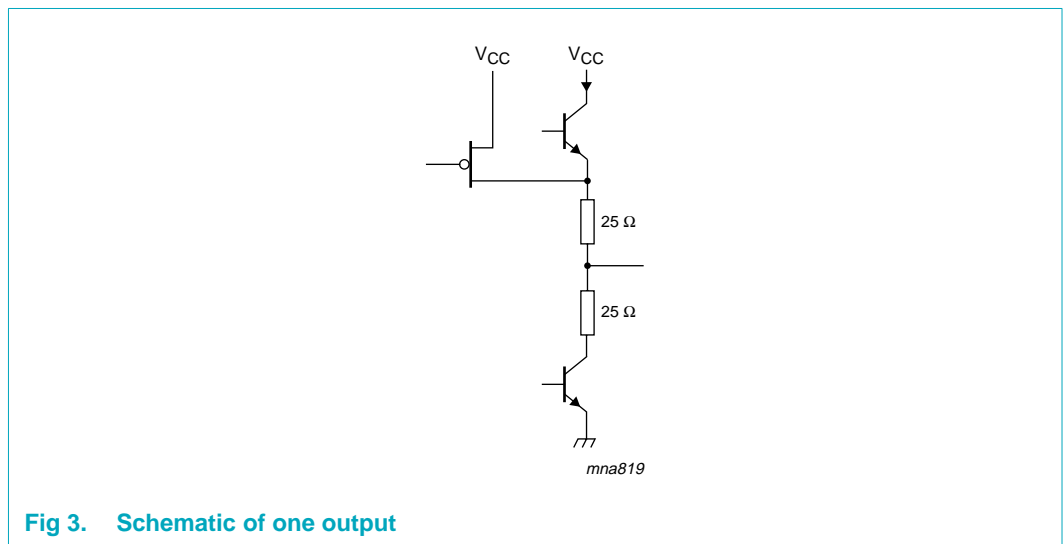 VCC VCC
25 Ω
25 Ω
mna819
Fig 3. Schematic of one output